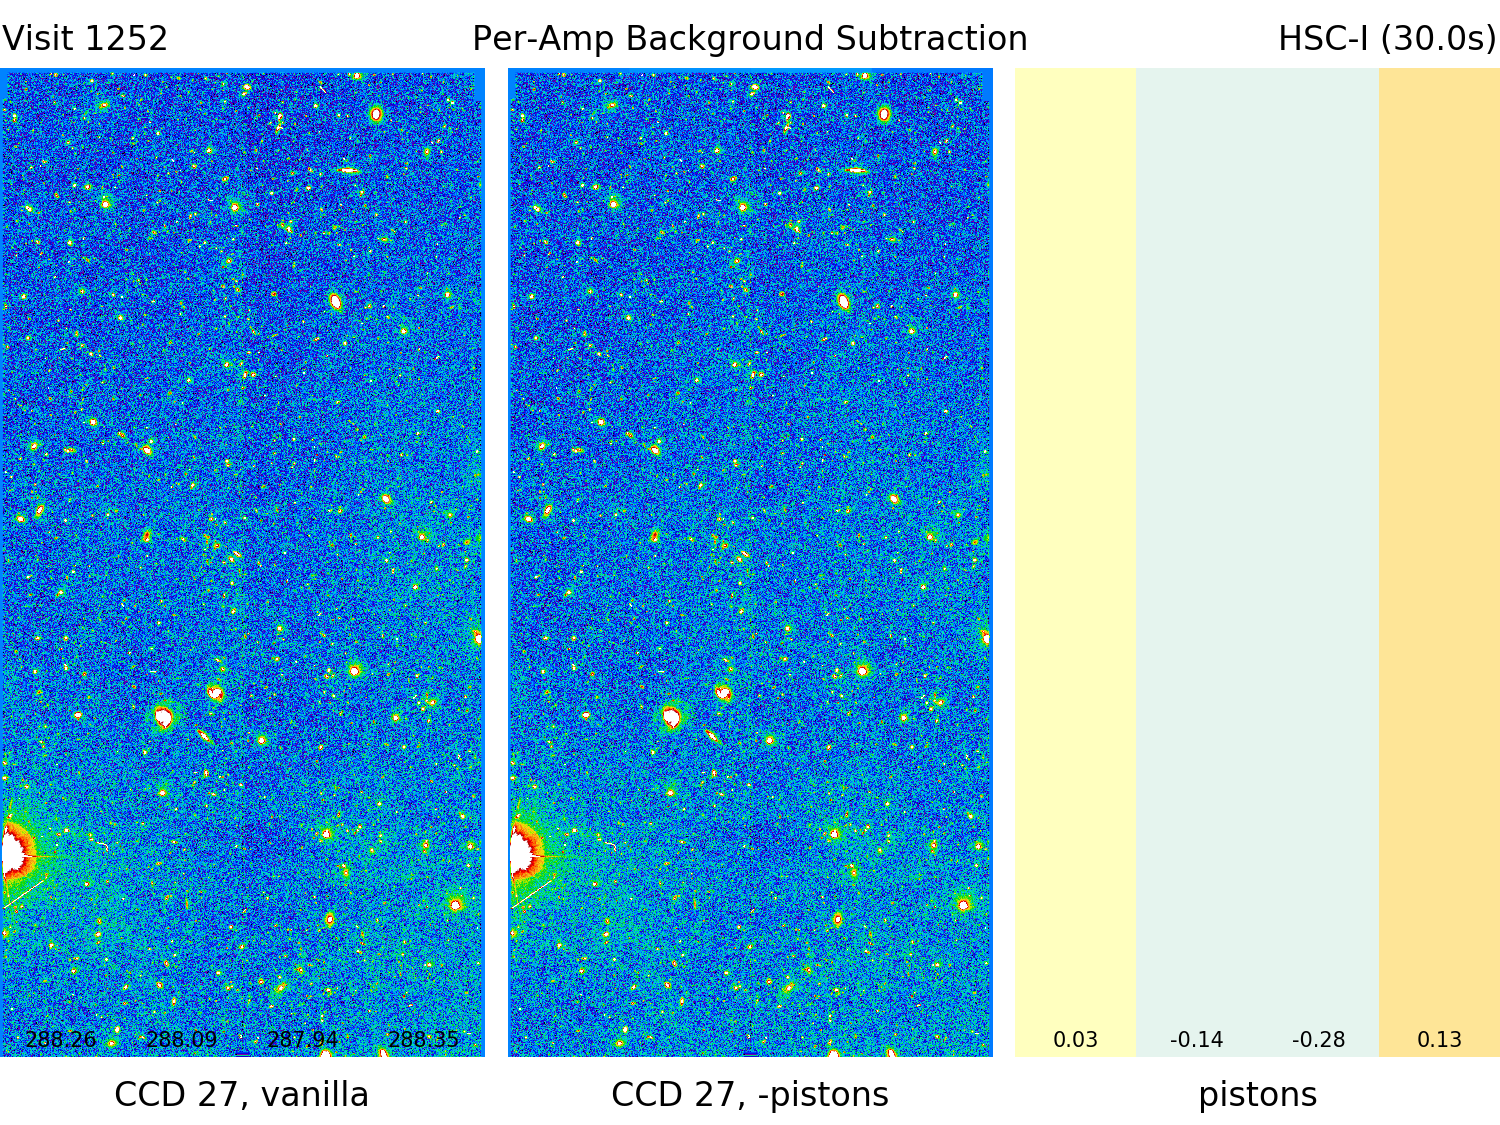 Visit 1252 Per-Amp Background Subtraction HSC-I (30.0s)
288.26 288.09 287.94 288.35 0.03 -0.14 -0.28 0.13
CCD 27, vanilla CCD 27, -pistons pistons